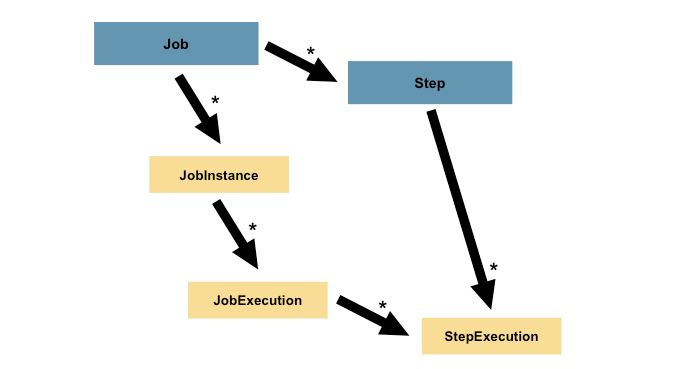 Job
*
Step
*
JobInstance
*
*
JobExecution
*
StepExecution